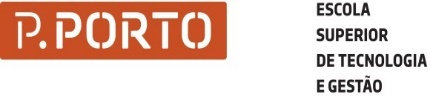 P.PORTO
ESCOLA
SUPERIOR
DE TECNOLOGIA
E GESTÃO